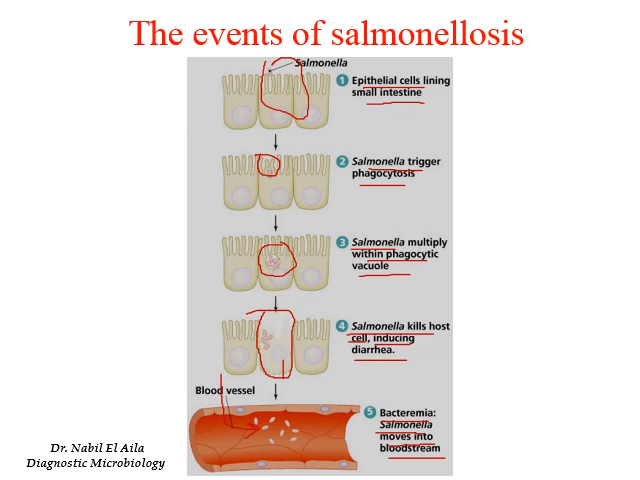 The events of salmonellosis
Salmonella
1 Epithelial cells lining
small intestine
2 Salmonella trigger
phagocytosis
3 Salmonella multiply
within phagocytic
vacuole
4 Salmonella kills host
cell, inducing
diarrhea.
Blood vessel
5 Bacteremia:
Salmonella
moves into
bloodstream
Dr. Nabil El Aila
Diagnostic Microbiology